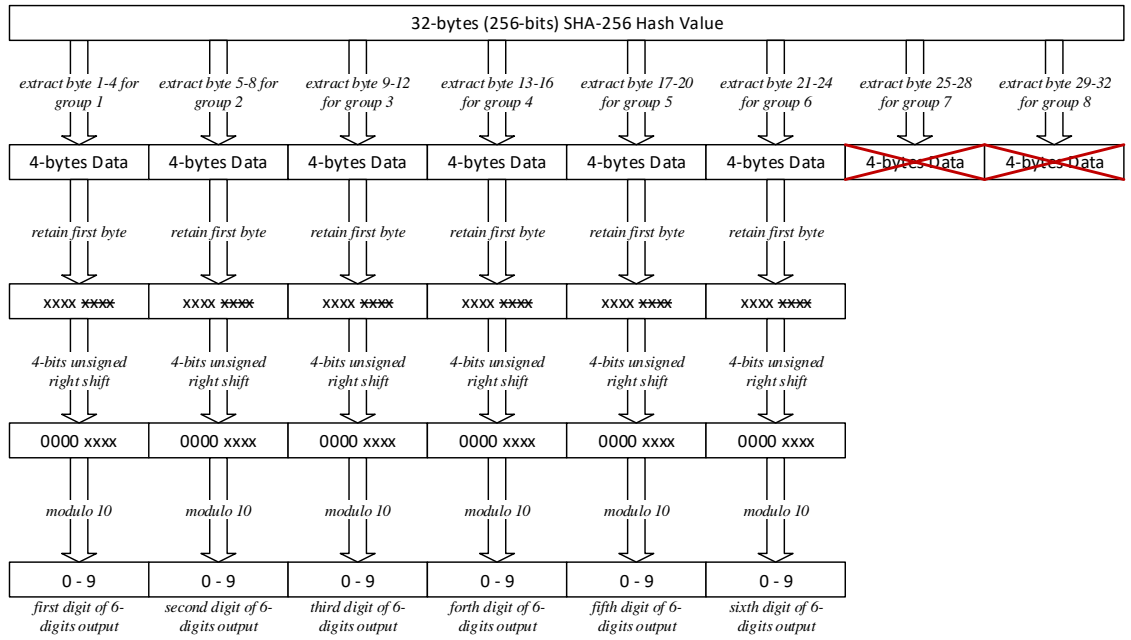 32-bytes (256-bits) SHA-256 Hash Value
extract byte 1-4 for
group 1
extract byte 5-8 for
group 2
extract byte 9-12
for group 3
extract byte 13-16
for group 4
extract byte 17-20
for group 5
extract byte 21-24
for group 6
extract byte 25-28
for group 7
extract byte 29-32
for group 8
4-bytes Data 4-bytes Data 4-bytes Data 4-bytes Data 4-bytes Data 4-bytes Data 4-bytes Data 4-bytes Data
retain first byte retain first byte retain first byte retain first byte retain first byte retain first byte
xxxx xxxx xxxx xxxx xxxx xxxx xxxx xxxx xxxx xxxx xxxx xxxx
4-bits unsigned
right shift
4-bits unsigned
right shift
4-bits unsigned
right shift
4-bits unsigned
right shift
4-bits unsigned
right shift
4-bits unsigned
right shift
0000 xxxx 0000 xxxx 0000 xxxx 0000 xxxx 0000 xxxx 0000 xxxx
modulo 10 modulo 10 modulo 10 modulo 10 modulo 10 modulo 10
0 - 9 0 - 9 0 - 9 0 - 9 0 - 9 0 - 9
first digit of 6-
digits output
second digit of 6-
digits output
third digit of 6-
digits output
forth digit of 6-
digits output
fifth digit of 6-
digits output
sixth digit of 6-
digits output